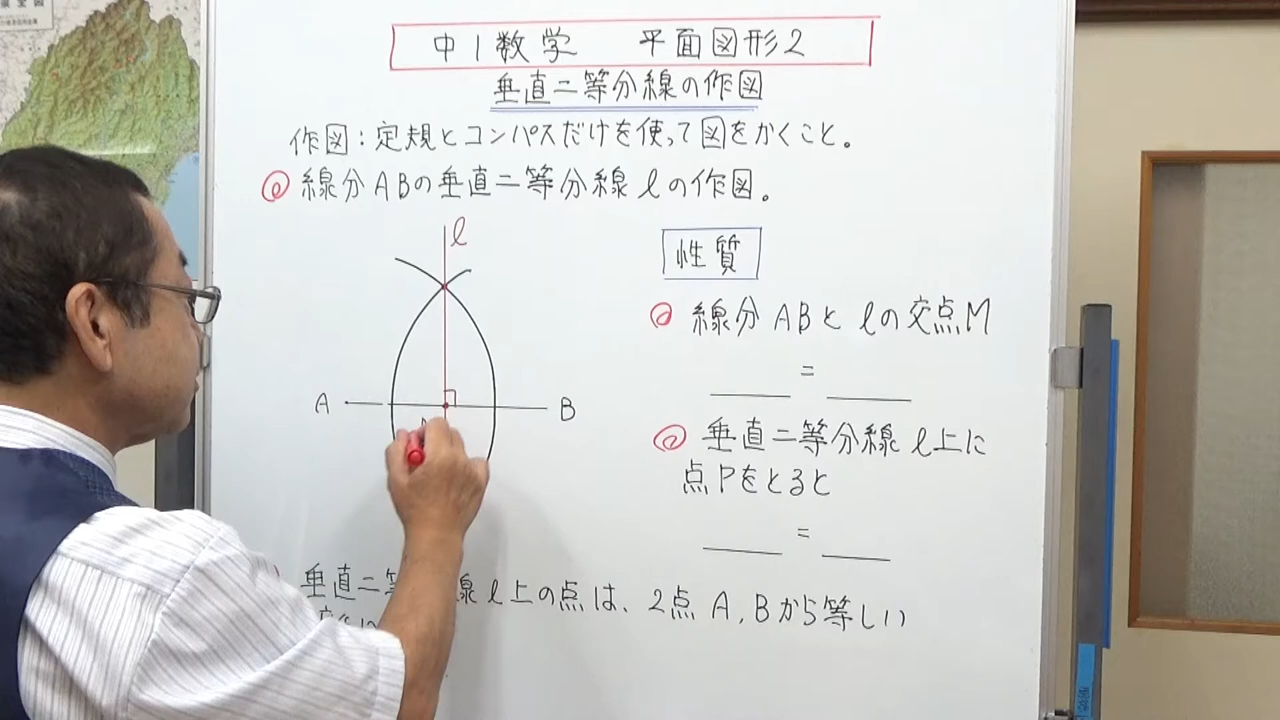 中1数学 平面図形2
垂直二等分線の作図
作図：定規とコンパスだけを使って図をかくこと。
線分ABの垂直二等分線ℓの作図。
ℓ
A
B
性質
線分ABとℓの交点M
=
垂直二等分線ℓ上に
点Pをとると
=
垂直二等 線ℓ上の点は、2点A,Bから等しい